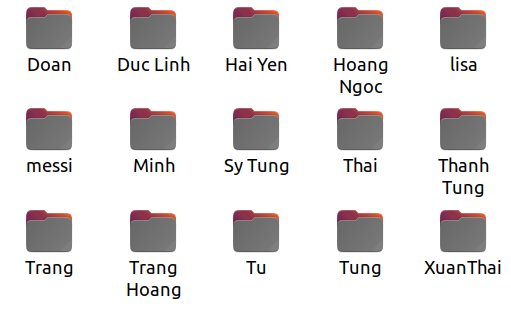 Doan
Duc Linh
Hai Yen
Hoang
Ngoc
lisa
messi
Minh
Sy Tung
Thai
Thanh
Tung
Trang
Trang
Hoang
Tu
Tung
XuanThai